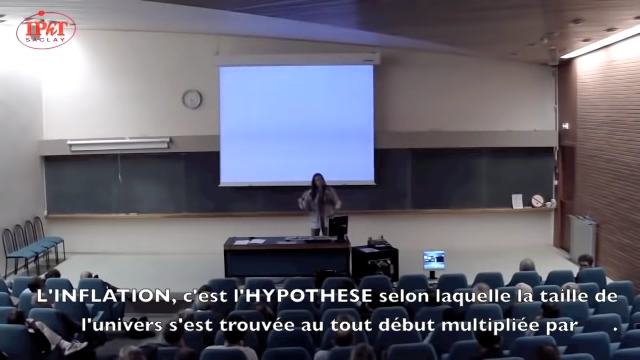 IPhT
SACLAY
L'INFLATION, c'est l'HYPOTHESE selon laquelle la taille de
l'univers s'est trouvée au tout début multipliée par .